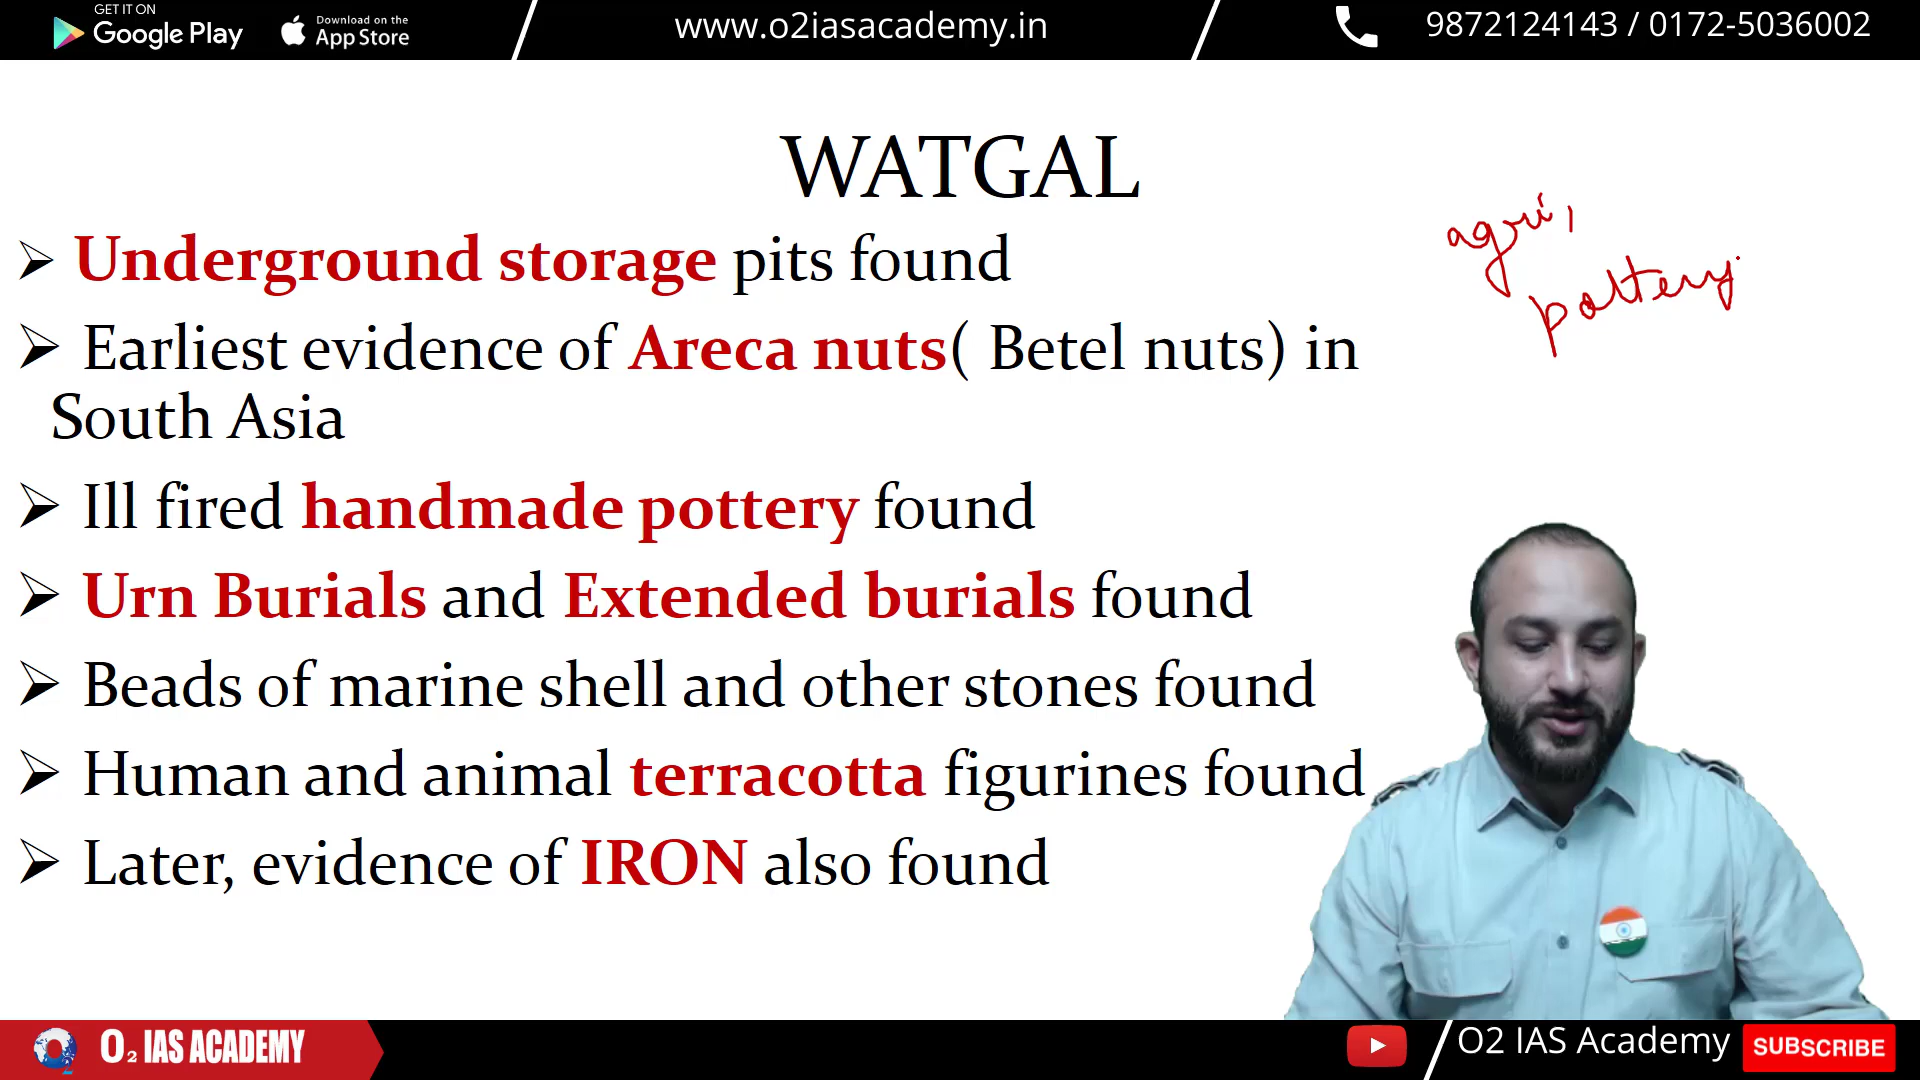 GET IT ON
Google Play
Download on the
App Store
www.o2iasacademy.in
9872124143 / 0172-5036002
WATGAL
agri,
pottery
➢ Underground storage pits found
➢ Earliest evidence of Areca nuts( Betel nuts) in
South Asia
➢ Ill fired handmade pottery found
➢ Urn Burials and Extended burials found
➢ Beads of marine shell and other stones found
➢ Human and animal terracotta figurines found
➢ Later, evidence of IRON also found
O2 IAS ACADEMY
O2 IAS Academy
SUBSCRIBE